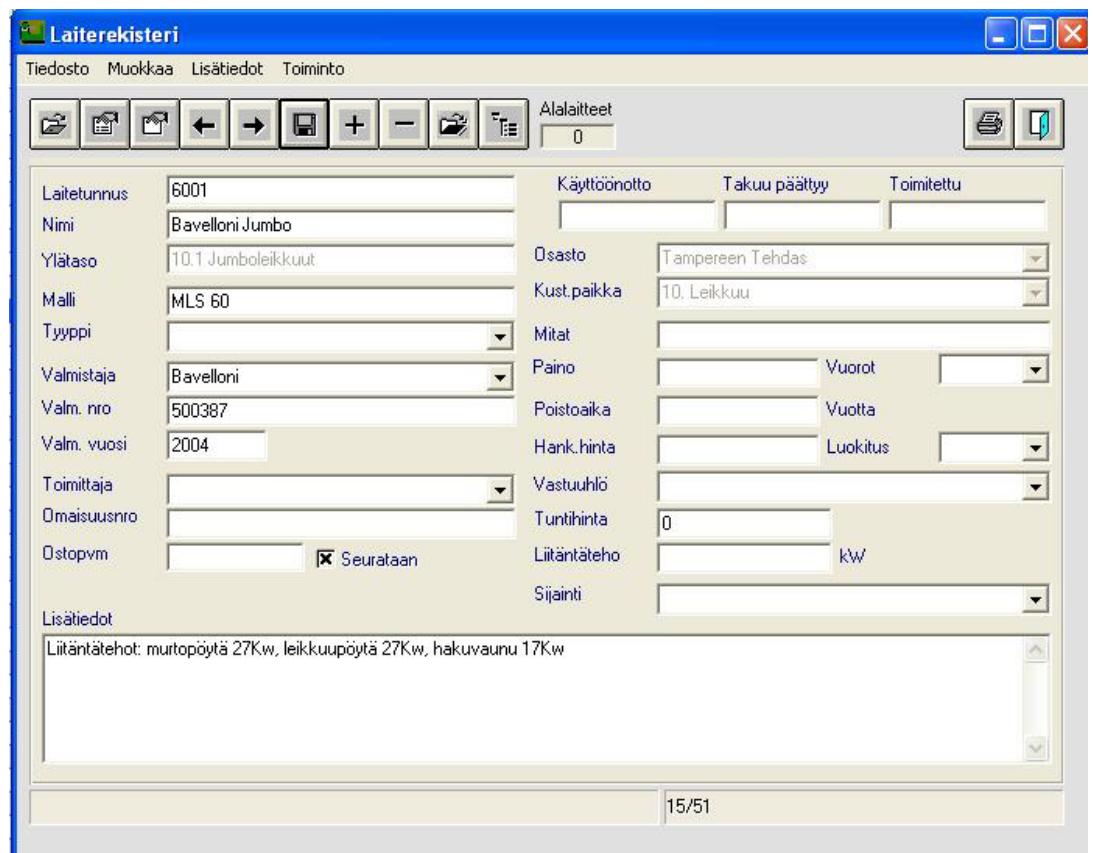 Laiterekisteri
Tiedosto Muokkaa Lisätiedot Toiminto
Alalaitteet
0
Laitetunnus 6001
Nimi Bavelloni Jumbo
Ylätaso 10.1 Jumboleikkuut
Malli MLS 60
Tyyppi
Valmistaja Bavelloni
Valm. nro 500387
Valm. vuosi 2004
Toimittaja
Omaisuusnro
Ostopvm Seurataan
Käyttöönotto Takuu päättyy Toimitettu
Osasto Tampereen Tehdas
Kust.paikka 10. Leikkuu
Mitat
Paino Vuorot
Poistoaika Vuotta
Hank.hinta Luokitus
Vastuuhlö
Tuntihinta 0
Liitäntäteho kW
Sijainti
Lisätiedot
Liitäntätehot: murtopöytä 27Kw, leikkuupöytä 27Kw, hakuvaunu 17Kw
15/51